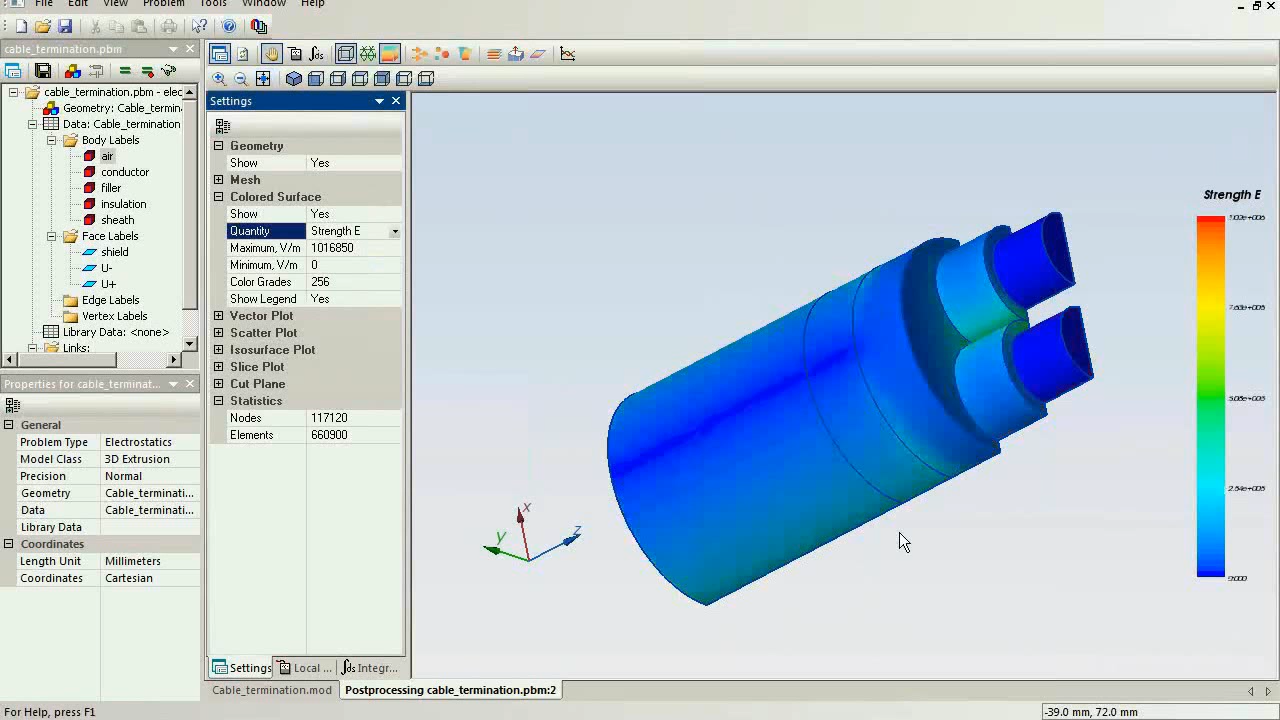 File Edit View Problem Tools Window Help
cable_termination.pbm
cable_termination.pbm - elec
Geometry: Cable_termin
Data: Cable_termination
Body Labels
air
conductor
filler
insulation
sheath
Face Labels
shield
U-
U+
Edge Labels
Vertex Labels
Library Data: <none>
Links:
Properties for cable_terminat...
General
Problem Type Electrostatics
Model Class 3D Extrusion
Precision Normal
Geometry Cable_terminati...
Data Cable_terminati...
Library Data
Coordinates
Length Unit Millimeters
Coordinates Cartesian
Settings
Geometry
Show Yes
Mesh
Colored Surface
Show Yes
Quantity Strength E
Maximum, V/m 1016850
Minimum, V/m 0
Color Grades 256
Show Legend Yes
Vector Plot
Scatter Plot
Isosurface Plot
Slice Plot
Cut Plane
Statistics
Nodes 117120
Elements 660900
Settings Local ... Integr...
Strength E
x
y
z
Cable_termination.mod Postprocessing cable_termination.pbm:2
For Help, press F1
-39.0 mm, 72.0 mm